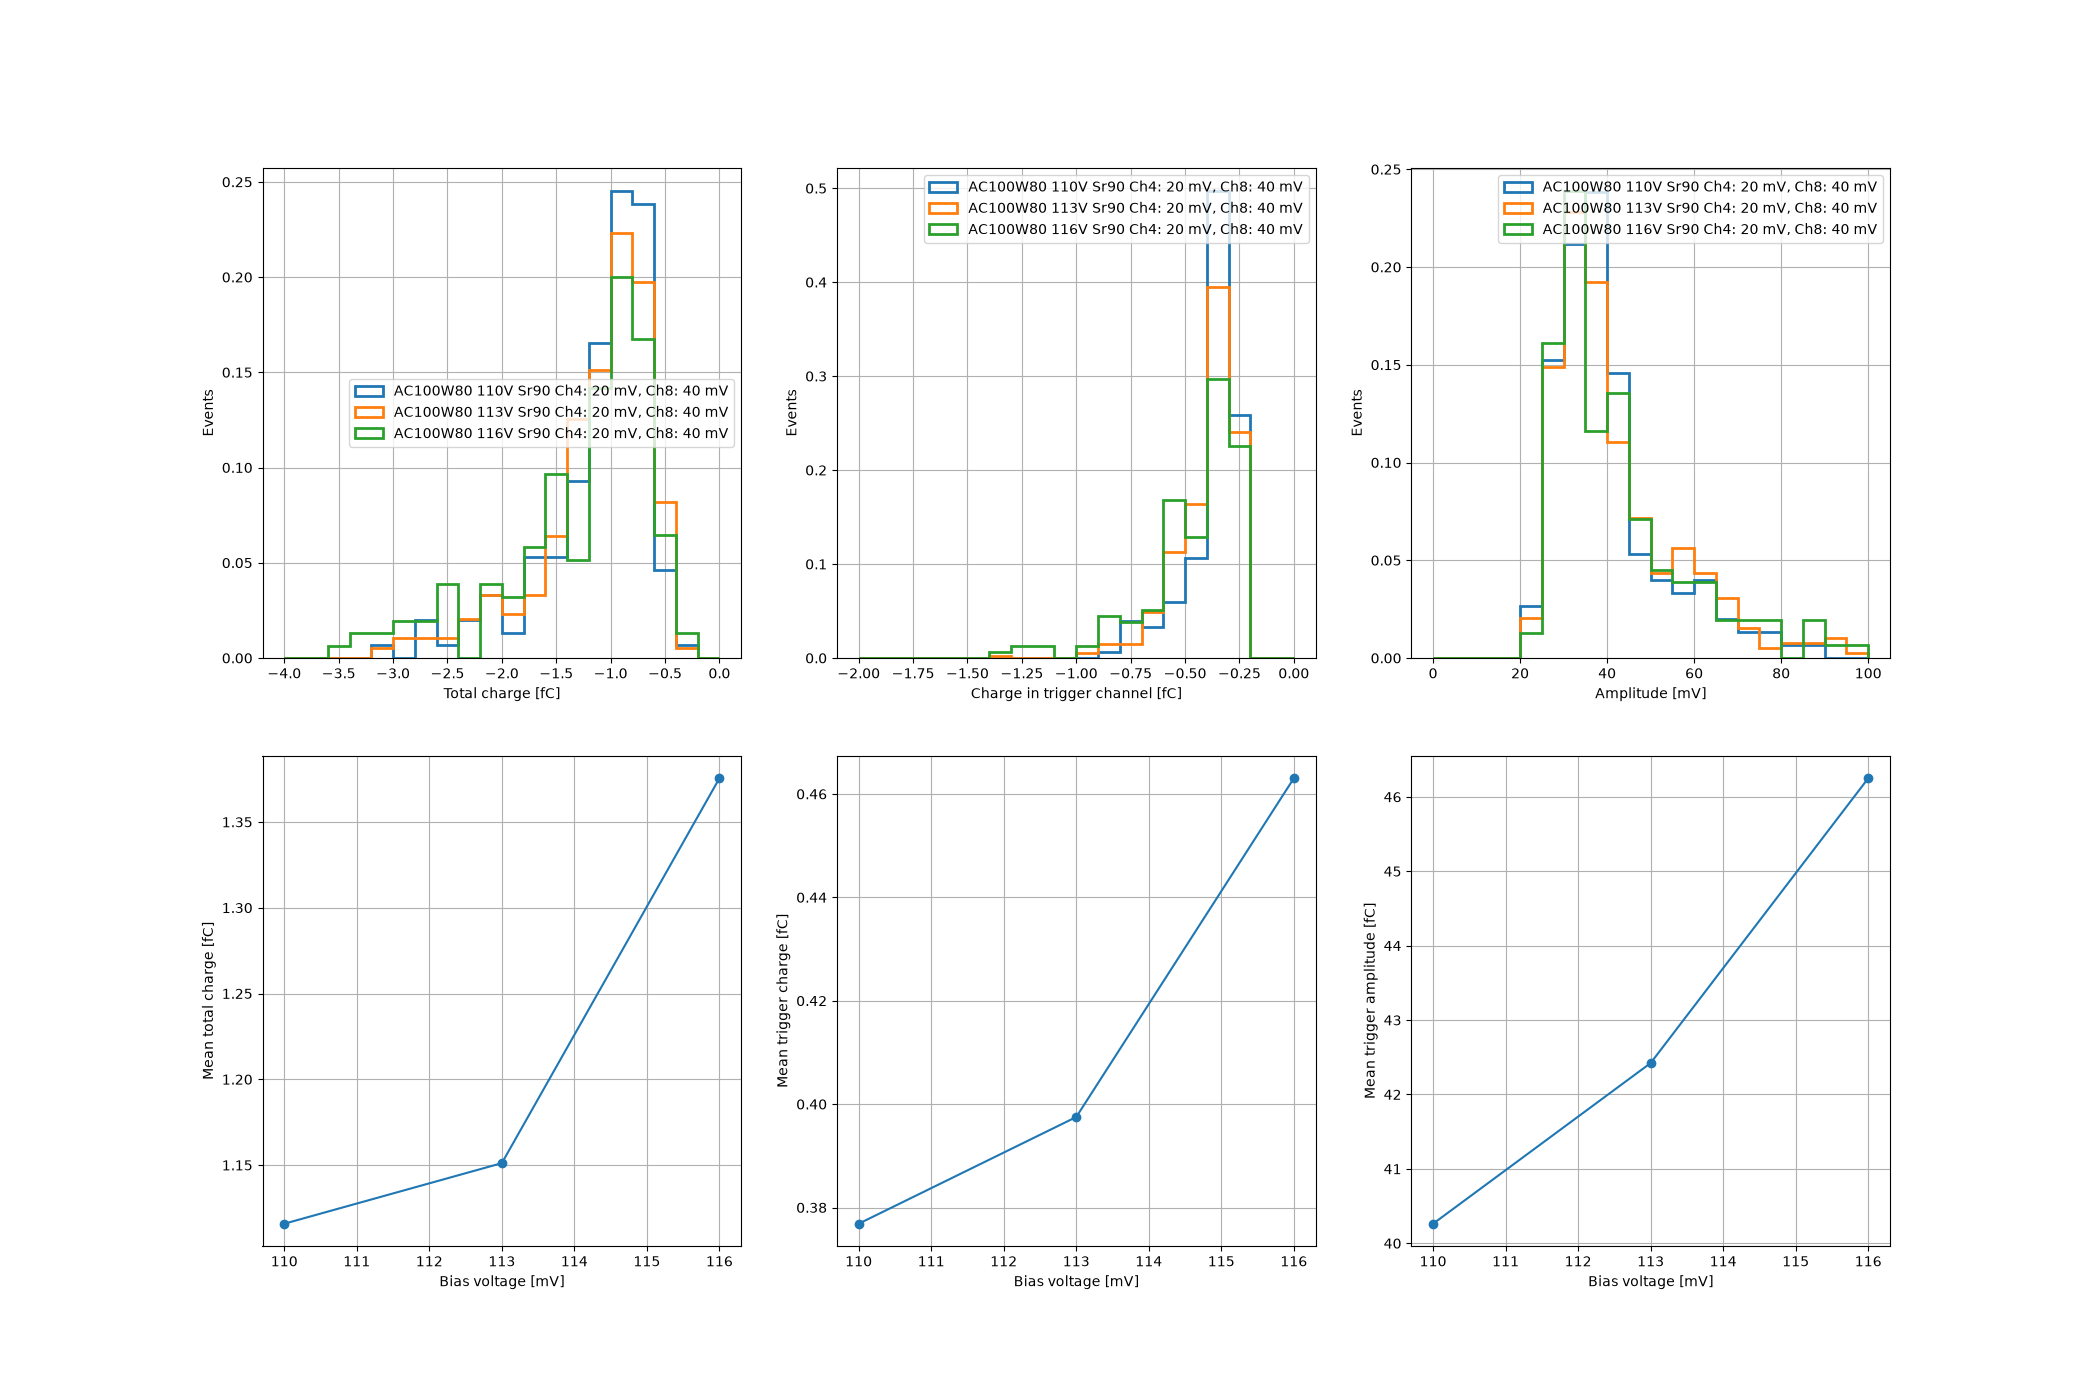 0.25
0.20
0.15
0.10
0.05
0.00
Events
AC100W80 110V Sr90 Ch4: 20 mV, Ch8: 40 mV
AC100W80 113V Sr90 Ch4: 20 mV, Ch8: 40 mV
AC100W80 116V Sr90 Ch4: 20 mV, Ch8: 40 mV
−4.0 −3.5 −3.0 −2.5 −2.0 −1.5 −1.0 −0.5 0.0
Total charge [fC]
0.5
0.4
0.3
0.2
0.1
0.0
Events
AC100W80 110V Sr90 Ch4: 20 mV, Ch8: 40 mV
AC100W80 113V Sr90 Ch4: 20 mV, Ch8: 40 mV
AC100W80 116V Sr90 Ch4: 20 mV, Ch8: 40 mV
−2.00 −1.75 −1.50 −1.25 −1.00 −0.75 −0.50 −0.25 0.00
Charge in trigger channel [fC]
0.25
0.20
0.15
0.10
0.05
0.00
Events
AC100W80 110V Sr90 Ch4: 20 mV, Ch8: 40 mV
AC100W80 113V Sr90 Ch4: 20 mV, Ch8: 40 mV
AC100W80 116V Sr90 Ch4: 20 mV, Ch8: 40 mV
0 20 40 60 80 100
Amplitude [mV]
1.35
1.30
1.25
1.20
1.15
Mean total charge [fC]
110 111 112 113 114 115 116
Bias voltage [mV]
0.46
0.44
0.42
0.40
0.38
Mean trigger charge [fC]
110 111 112 113 114 115 116
Bias voltage [mV]
46
45
44
43
42
41
40
Mean trigger amplitude [fC]
110 111 112 113 114 115 116
Bias voltage [mV]